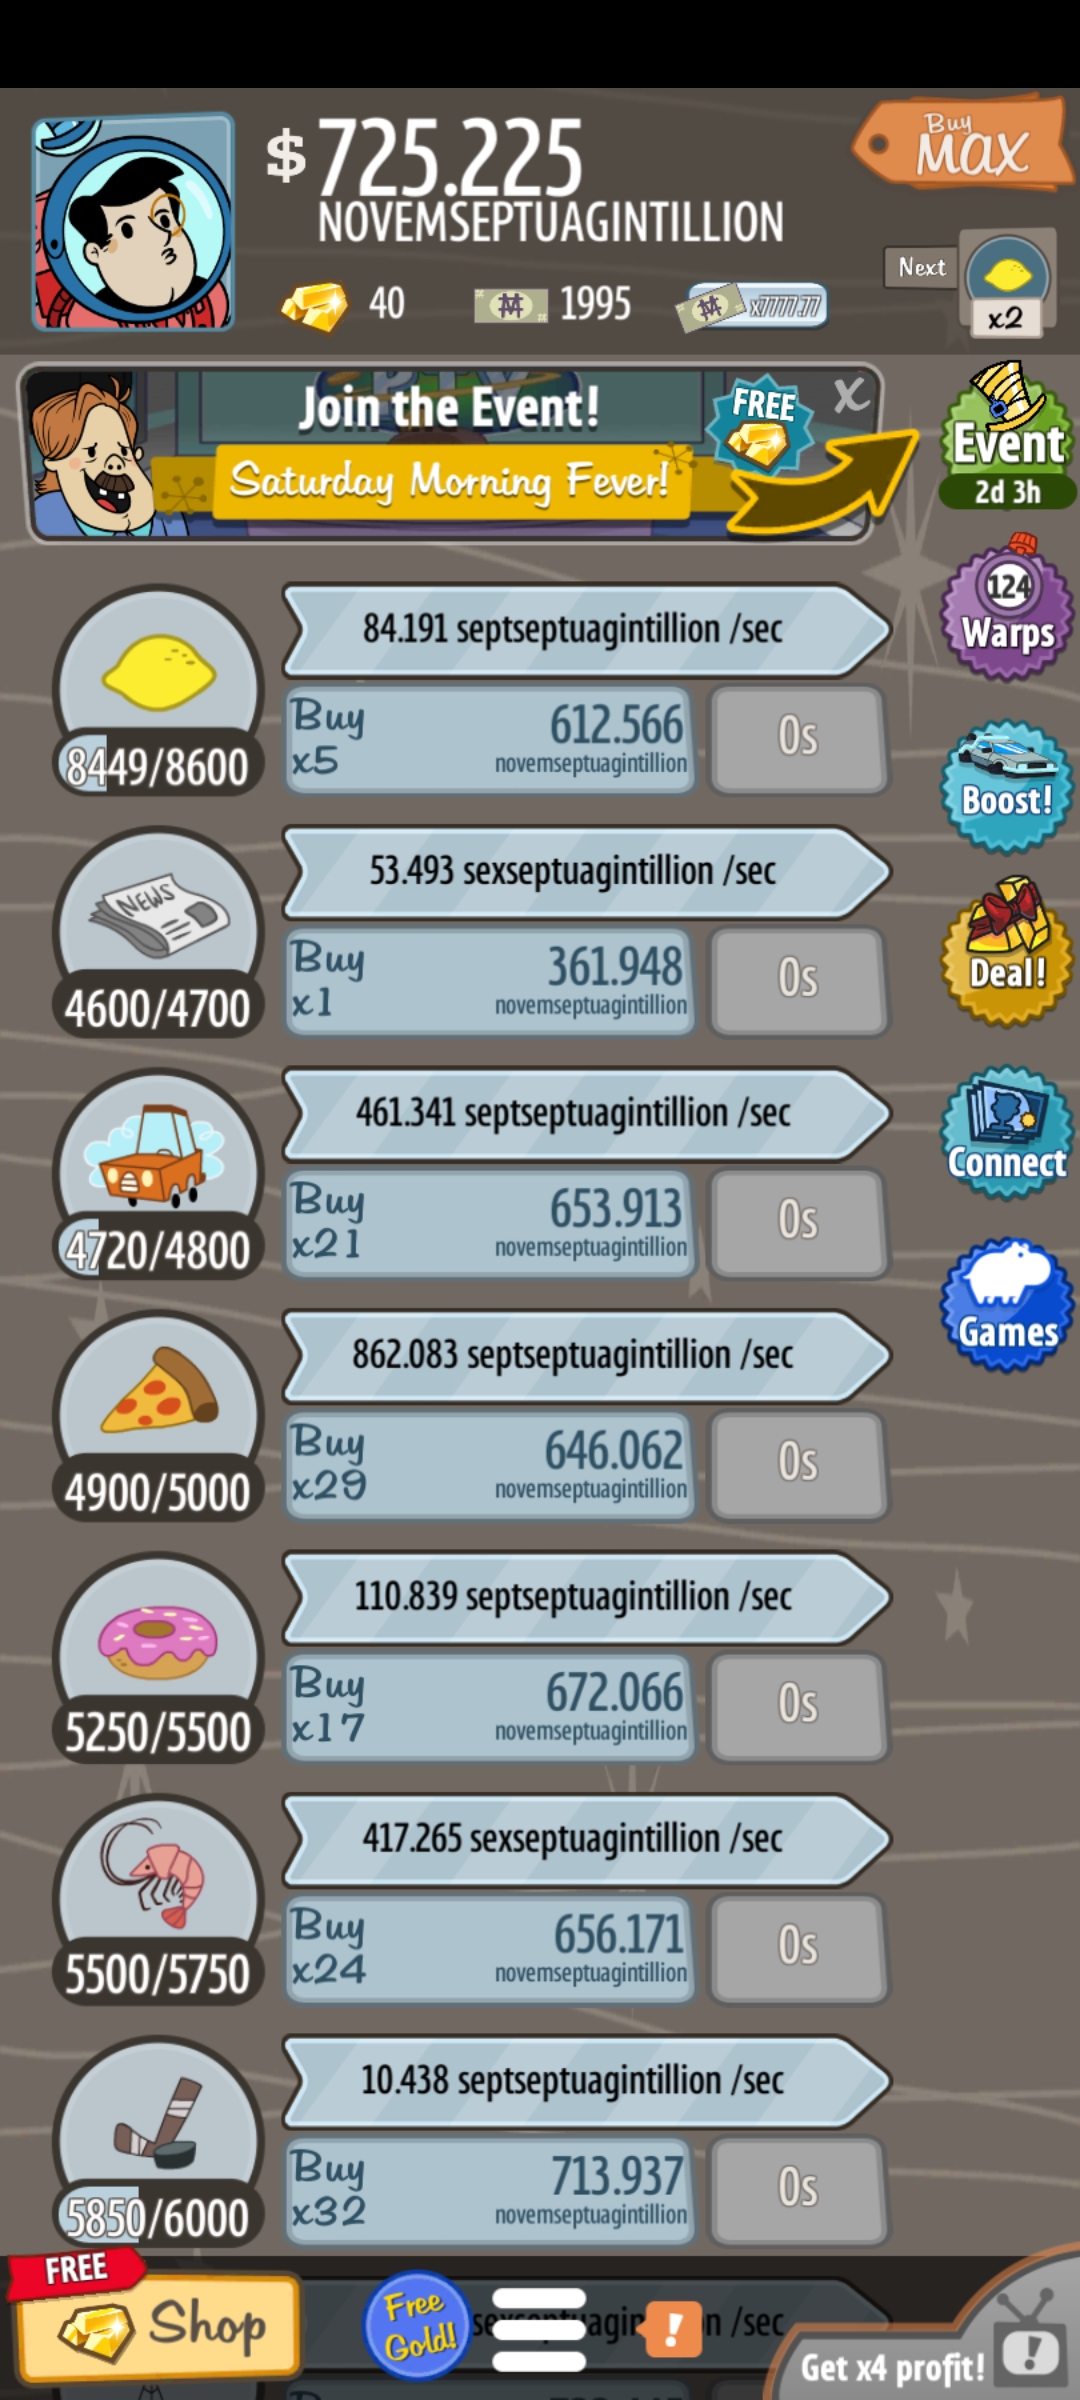 $ 725.225
NOVEMSEPTUAGINTILLION
Buy
MAX
40
1995
x7777.77
Next
x2
Join the Event!
Saturday Morning Fever!
FREE
X
Event
2d 3h
124
Warps
84.191 septseptuagintillion /sec
Buy
x5
612.566
novemseptuagintillion
0s
8449/8600
Boost!
NEWS
53.493 sexseptuagintillion /sec
Buy
x1
361.948
novemseptuagintillion
0s
4600/4700
Deal!
461.341 septseptuagintillion /sec
Buy
x21
653.913
novemseptuagintillion
0s
4720/4800
Connect
Games
862.083 septseptuagintillion /sec
Buy
x29
646.062
novemseptuagintillion
0s
4900/5000
110.839 septseptuagintillion /sec
Buy
x17
672.066
novemseptuagintillion
0s
5250/5500
417.265 sexseptuagintillion /sec
Buy
x24
656.171
novemseptuagintillion
0s
5500/5750
10.438 septseptuagintillion /sec
Buy
x32
713.937
novemseptuagintillion
0s
5850/6000
FREE
Shop
Free
Gold!
!
/sec
Get x4 profit!
!